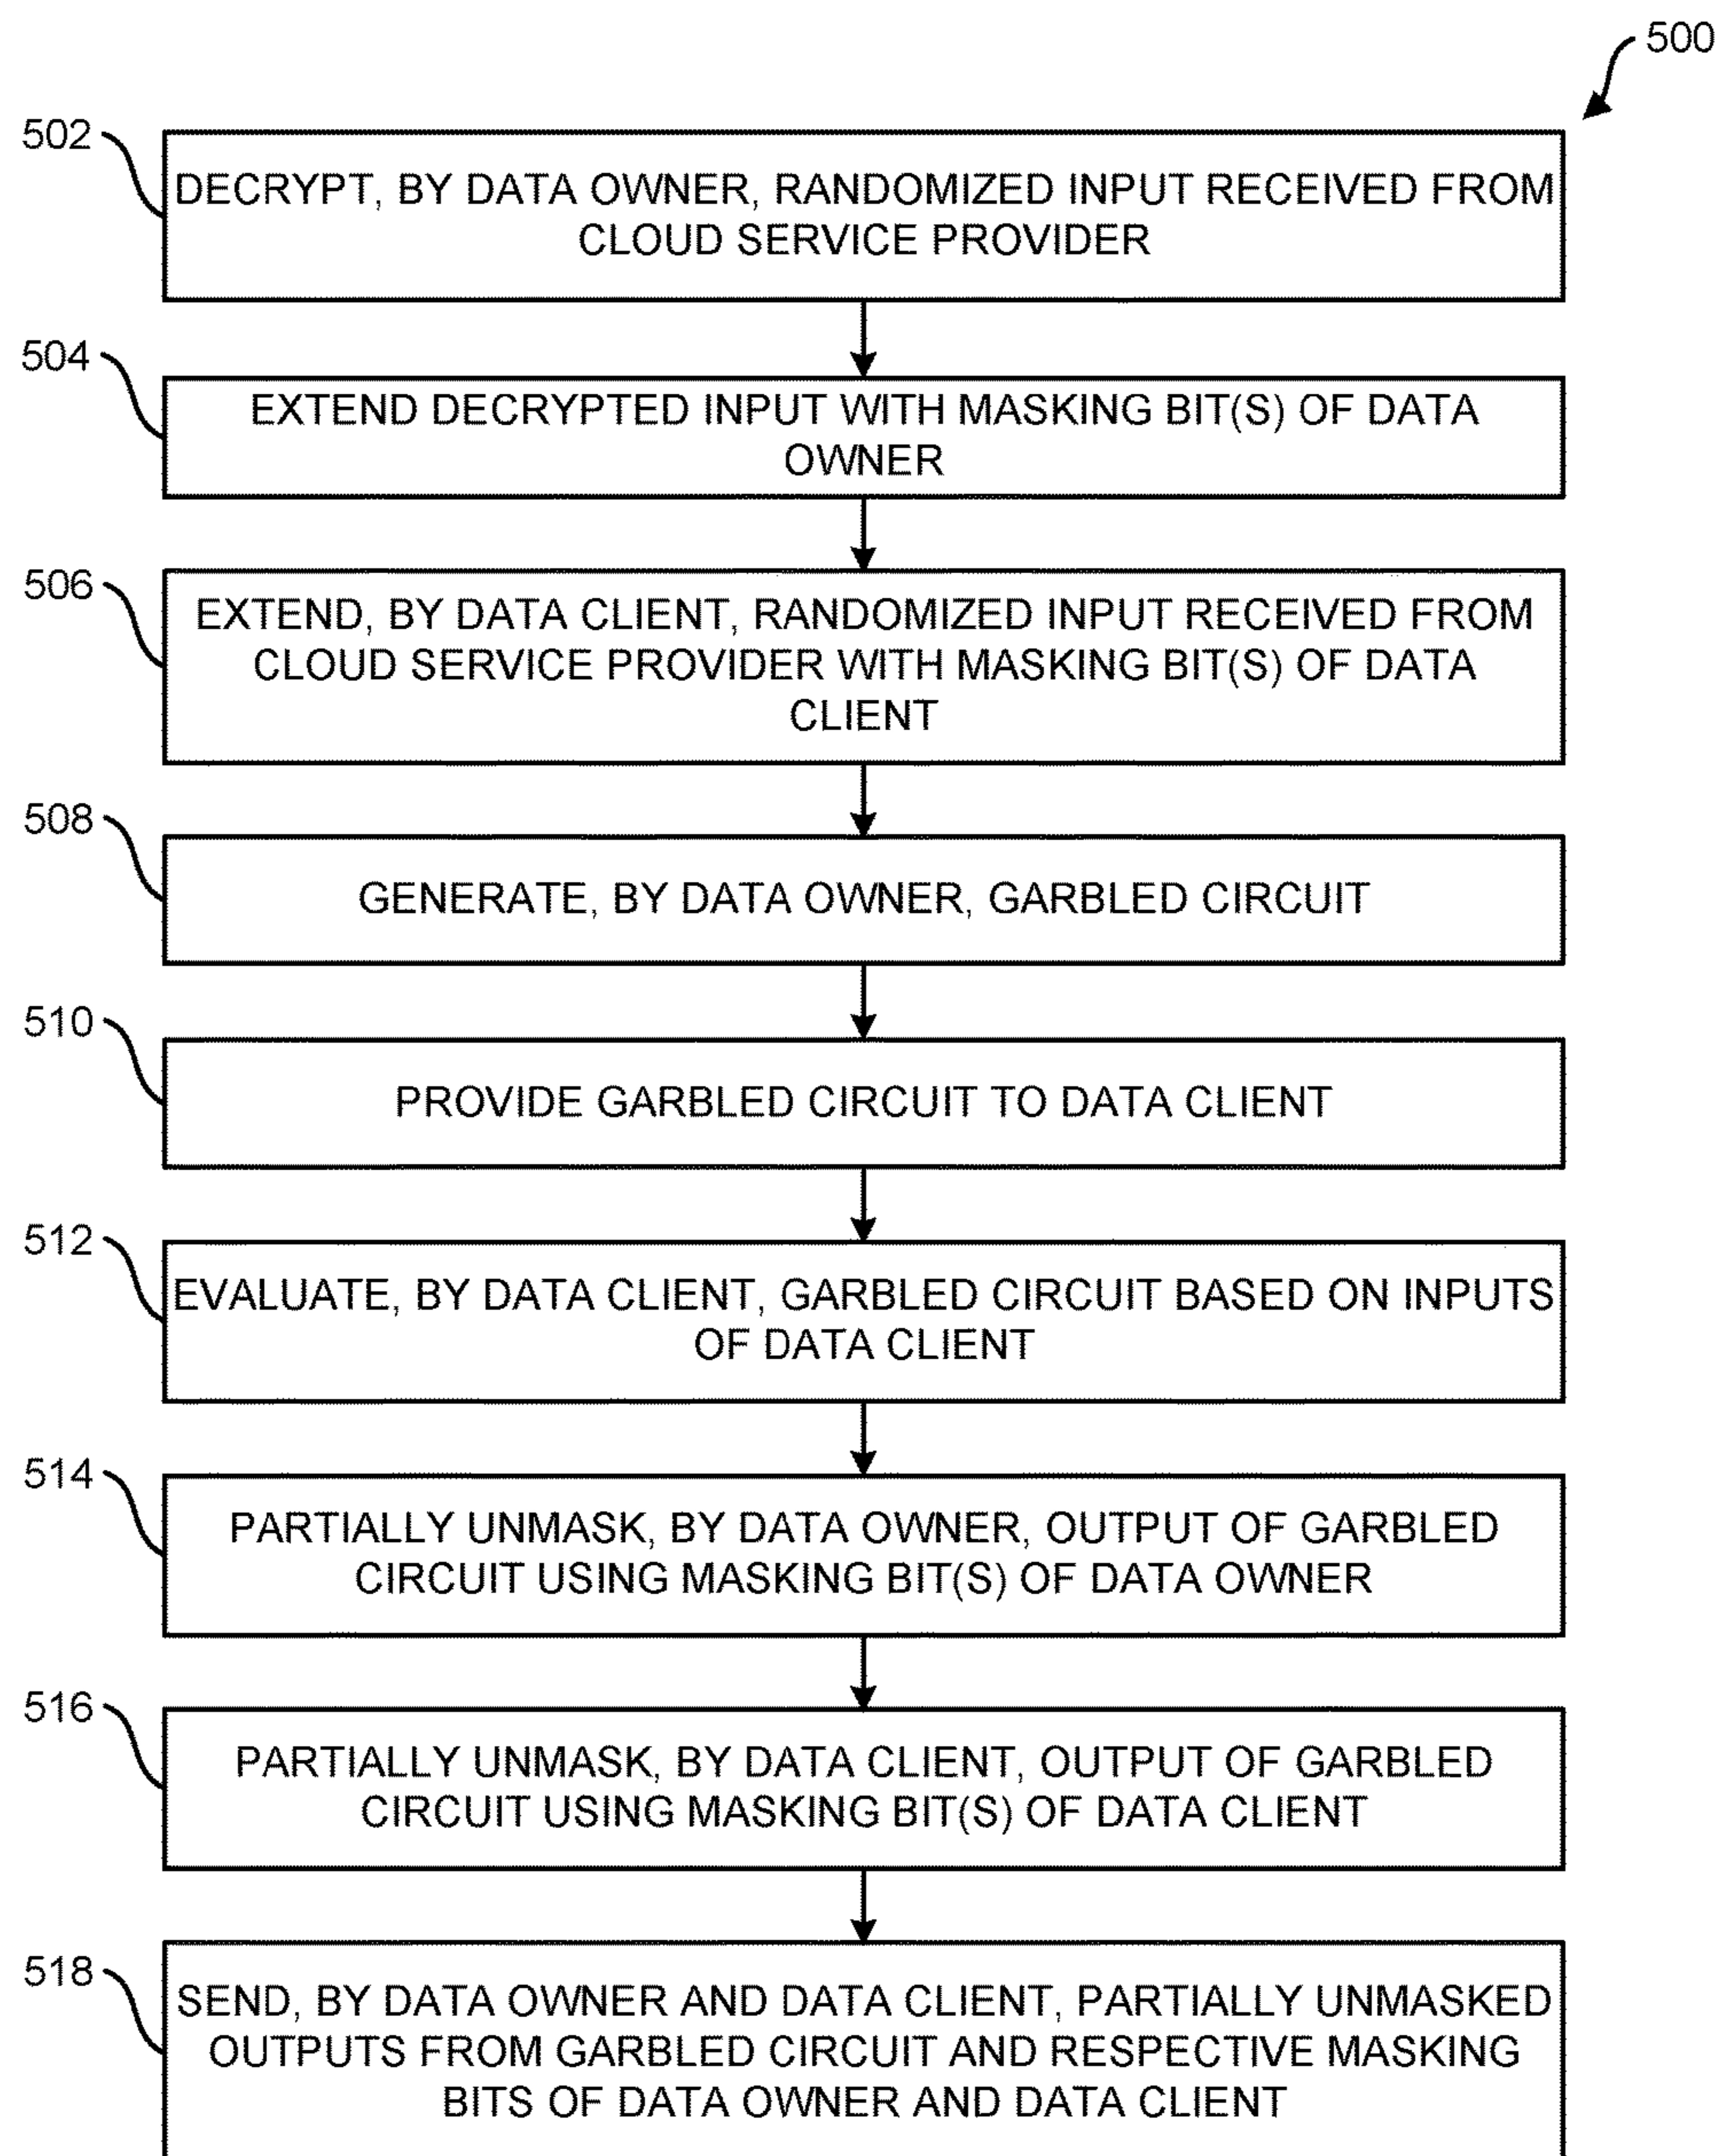 500
502
DECRYPT, BY DATA OWNER, RANDOMIZED INPUT RECEIVED FROM
CLOUD SERVICE PROVIDER
504
EXTEND DECRYPTED INPUT WITH MASKING BIT(S) OF DATA
OWNER
506
EXTEND, BY DATA CLIENT, RANDOMIZED INPUT RECEIVED FROM
CLOUD SERVICE PROVIDER WITH MASKING BIT(S) OF DATA
CLIENT
508
GENERATE, BY DATA OWNER, GARBLED CIRCUIT
510
PROVIDE GARBLED CIRCUIT TO DATA CLIENT
512
EVALUATE, BY DATA CLIENT, GARBLED CIRCUIT BASED ON INPUTS
OF DATA CLIENT
514
PARTIALLY UNMASK, BY DATA OWNER, OUTPUT OF GARBLED
CIRCUIT USING MASKING BIT(S) OF DATA OWNER
516
PARTIALLY UNMASK, BY DATA CLIENT, OUTPUT OF GARBLED
CIRCUIT USING MASKING BIT(S) OF DATA CLIENT
518
SEND, BY DATA OWNER AND DATA CLIENT, PARTIALLY UNMASKED
OUTPUTS FROM GARBLED CIRCUIT AND RESPECTIVE MASKING
BITS OF DATA OWNER AND DATA CLIENT